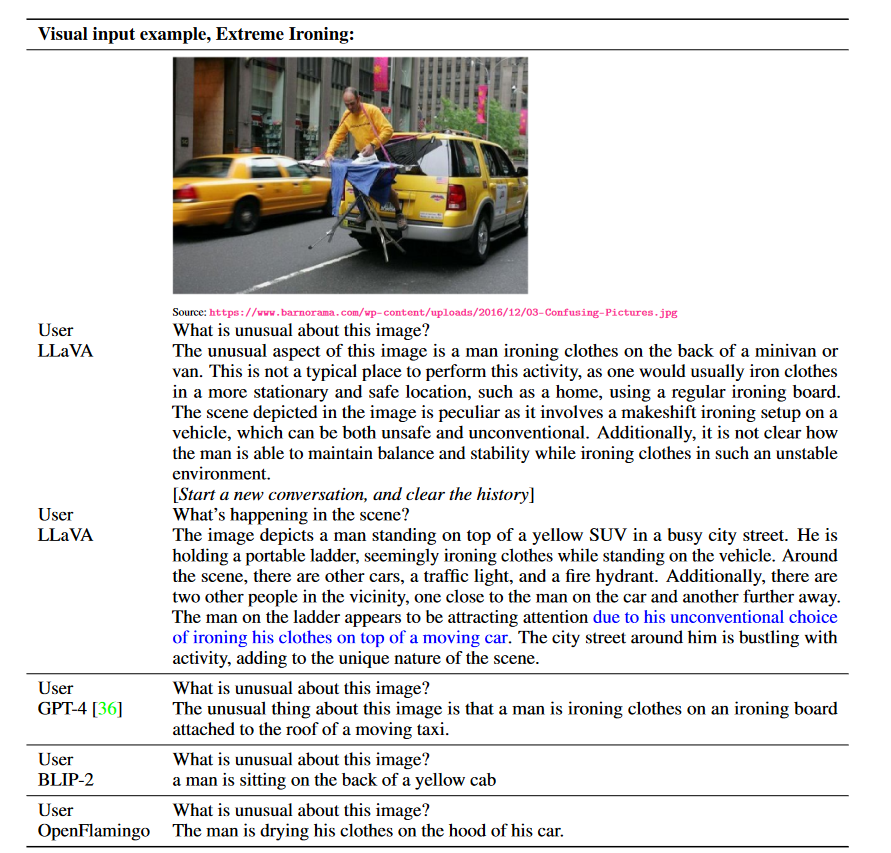 Visual input example, Extreme Ironing:
Source: https://www.barnorama.com/wp-content/uploads/2016/12/03-Confusing-Pictures.jpg
User What is unusual about this image?
LLaVA The unusual aspect of this image is a man ironing clothes on the back of a minivan or
van. This is not a typical place to perform this activity, as one would usually iron clothes
in a more stationary and safe location, such as a home, using a regular ironing board.
The scene depicted in the image is peculiar as it involves a makeshift ironing setup on a
vehicle, which can be both unsafe and unconventional. Additionally, it is not clear how
the man is able to maintain balance and stability while ironing clothes in such an unstable
environment.
[Start a new conversation, and clear the history]
User What's happening in the scene?
LLaVA The image depicts a man standing on top of a yellow SUV in a busy city street. He is
holding a portable ladder, seemingly ironing clothes while standing on the vehicle. Around
the scene, there are other cars, a traffic light, and a fire hydrant. Additionally, there are
two other people in the vicinity, one close to the man on the car and another further away.
The man on the ladder appears to be attracting attention due to his unconventional choice
of ironing his clothes on top of a moving car. The city street around him is bustling with
activity, adding to the unique nature of the scene.
User What is unusual about this image?
GPT-4 [36] The unusual thing about this image is that a man is ironing clothes on an ironing board
attached to the roof of a moving taxi.
User What is unusual about this image?
BLIP-2 a man is sitting on the back of a yellow cab
User What is unusual about this image?
OpenFlamingo The man is drying his clothes on the hood of his car.